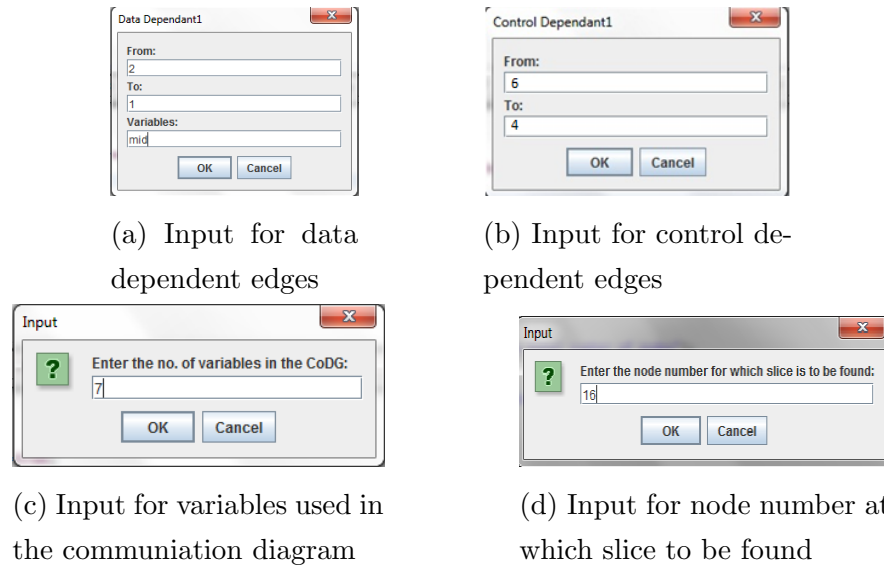 Data Dependant1
From:
2
To:
1
Variables:
mid
OK Cancel
(a) Input for data
dependent edges
Control Dependant1
From:
6
To:
4
OK Cancel
(b) Input for control de-
pendent edges
Input
Enter the no. of variables in the CoDG:
?
7
OK Cancel
(c) Input for variables used in
the communiation diagram
Input
Enter the node number for which slice is to be found:
?
16
OK Cancel
(d) Input for node number at
which slice to be found